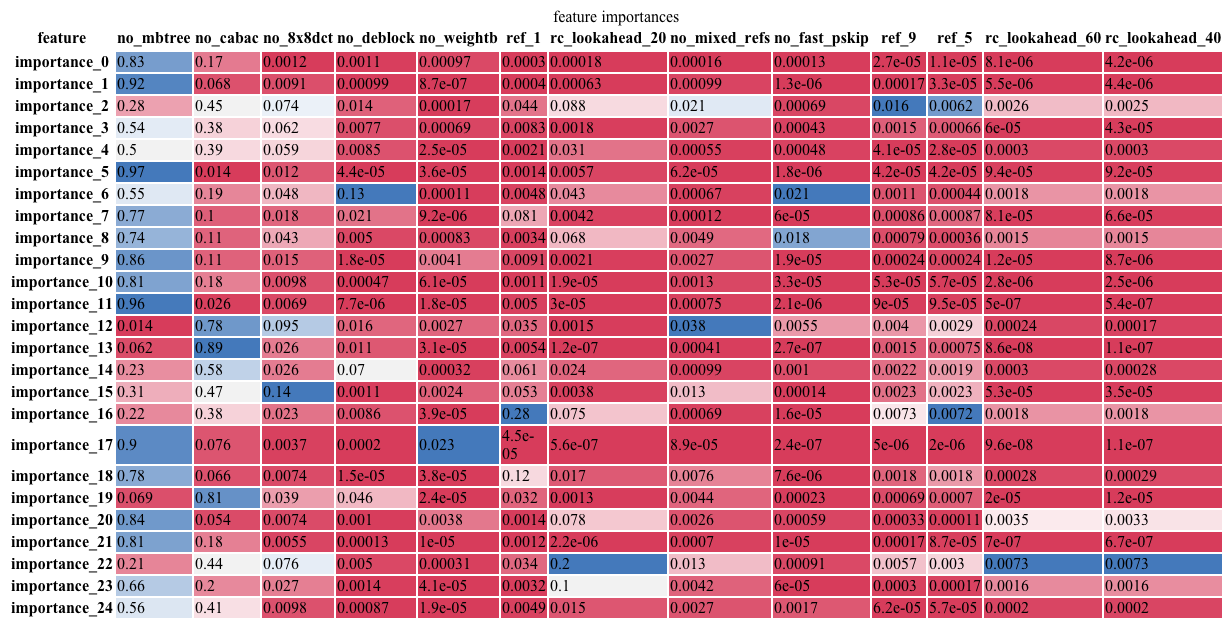 feature importances
feature no_mbtree no_cabac no_8x8dct no_deblock no_weightb ref_1 rc_lookahead_20 no_mixed_refs no_fast_pskip ref_9 ref_5 rc_lookahead_60 rc_lookahead_40
importance_0 0.83 0.17 0.0012 0.0011 0.00097 0.0003 0.00018 0.00016 0.00013 2.7e-05 1.1e-05 8.1e-06 4.2e-06
importance_1 0.92 0.068 0.0091 0.00099 8.7e-07 0.0004 0.00063 0.00099 1.3e-06 0.00017 3.3e-05 5.5e-06 4.4e-06
importance_2 0.28 0.45 0.074 0.014 0.00017 0.044 0.088 0.021 0.00069 0.016 0.0062 0.0026 0.0025
importance_3 0.54 0.38 0.062 0.0077 0.00069 0.0083 0.0018 0.0027 0.00043 0.0015 0.00066 6e-05 4.3e-05
importance_4 0.5 0.39 0.059 0.0085 2.5e-05 0.0021 0.031 0.00055 0.00048 4.1e-05 2.8e-05 0.0003 0.0003
importance_5 0.97 0.014 0.012 4.4e-05 3.6e-05 0.0014 0.0057 6.2e-05 1.8e-06 4.2e-05 4.2e-05 9.4e-05 9.2e-05
importance_6 0.55 0.19 0.048 0.13 0.00011 0.0048 0.043 0.00067 0.021 0.0011 0.00044 0.0018 0.0018
importance_7 0.77 0.1 0.018 0.021 9.2e-06 0.081 0.0042 0.00012 6e-05 0.00086 0.00087 8.1e-05 6.6e-05
importance_8 0.74 0.11 0.043 0.005 0.00083 0.0034 0.068 0.0049 0.018 0.00079 0.00036 0.0015 0.0015
importance_9 0.86 0.11 0.015 1.8e-05 0.0041 0.0091 0.0021 0.0027 1.9e-05 0.00024 0.00024 1.2e-05 8.7e-06
importance_10 0.81 0.18 0.0098 0.00047 6.1e-05 0.0011 1.9e-05 0.0013 3.3e-05 5.3e-05 5.7e-05 2.8e-06 2.5e-06
importance_11 0.96 0.026 0.0069 7.7e-06 1.8e-05 0.005 3e-05 0.00075 2.1e-06 9e-05 9.5e-05 5e-07 5.4e-07
importance_12 0.014 0.78 0.095 0.016 0.0027 0.035 0.0015 0.038 0.0055 0.004 0.0029 0.00024 0.00017
importance_13 0.062 0.89 0.026 0.011 3.1e-05 0.0054 1.2e-07 0.00041 2.7e-07 0.0015 0.00075 8.6e-08 1.1e-07
importance_14 0.23 0.58 0.026 0.07 0.00032 0.061 0.024 0.00099 0.001 0.0022 0.0019 0.0003 0.00028
importance_15 0.31 0.47 0.14 0.0011 0.0024 0.053 0.0038 0.013 0.00014 0.0023 0.0023 5.3e-05 3.5e-05
importance_16 0.22 0.38 0.023 0.0086 3.9e-05 0.28 0.075 0.00069 1.6e-05 0.0073 0.0072 0.0018 0.0018
importance_17 0.9 0.076 0.0037 0.0002 0.023 4.5e-05 5.6e-07 8.9e-05 2.4e-07 5e-06 2e-06 9.6e-08 1.1e-07
importance_18 0.78 0.066 0.0074 1.5e-05 3.8e-05 0.12 0.017 0.0076 7.6e-06 0.0018 0.0018 0.00028 0.00029
importance_19 0.069 0.81 0.039 0.046 2.4e-05 0.032 0.0013 0.0044 0.00023 0.00069 0.0007 2e-05 1.2e-05
importance_20 0.84 0.054 0.0074 0.001 0.0038 0.0014 0.078 0.0026 0.00059 0.00033 0.00011 0.0035 0.0033
importance_21 0.81 0.18 0.0055 0.00013 1e-05 0.0012 2.2e-06 0.0007 1e-05 0.00017 8.7e-05 7e-07 6.7e-07
importance_22 0.21 0.44 0.076 0.005 0.00031 0.034 0.2 0.013 0.00091 0.0057 0.003 0.0073 0.0073
importance_23 0.66 0.2 0.027 0.0014 4.1e-05 0.0032 0.1 0.0042 6e-05 0.0003 0.00017 0.0016 0.0016
importance_24 0.56 0.41 0.0098 0.00087 1.9e-05 0.0049 0.015 0.0027 0.0017 6.2e-05 5.7e-05 0.0002 0.0002